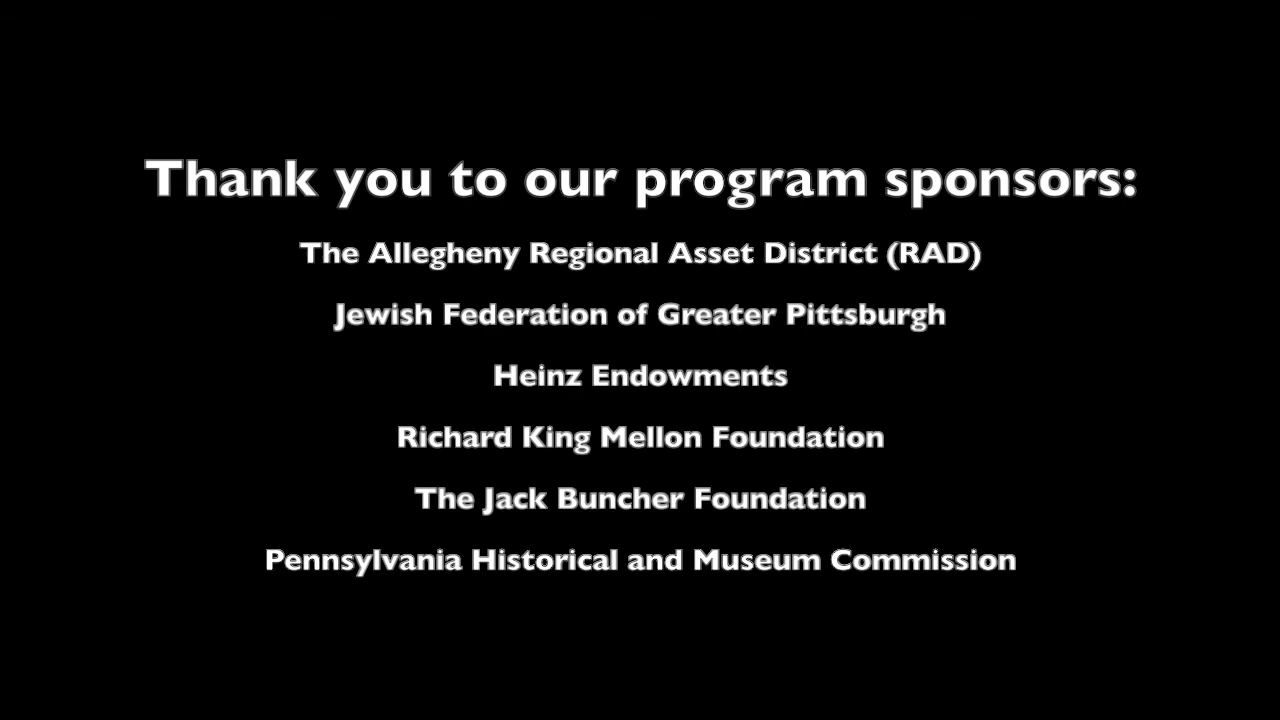 Thank you to our program sponsors:
The Allegheny Regional Asset District (RAD)
Jewish Federation of Greater Pittsburgh
Heinz Endowments
Richard King Mellon Foundation
The Jack Buncher Foundation
Pennsylvania Historical and Museum Commission